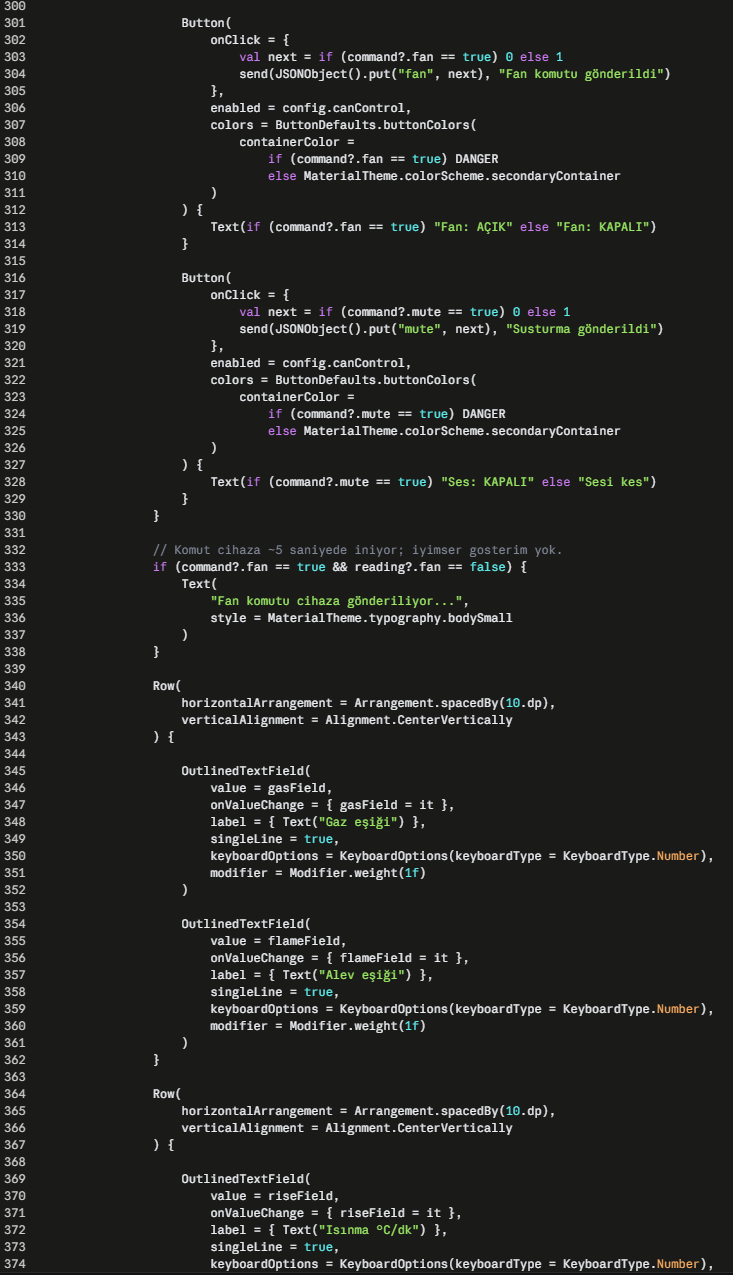 300
301 Button(
302 onClick = {
303 val next = if (command?.fan == true) 0 else 1
304 send(JSONObject().put("fan", next), "Fan komutu gönderildi")
305 },
306 enabled = config.canControl,
307 colors = ButtonDefaults.buttonColors(
308 containerColor =
309 if (command?.fan == true) DANGER
310 else MaterialTheme.colorScheme.secondaryContainer
311 )
312 ) {
313 Text(if (command?.fan == true) "Fan: AÇIK" else "Fan: KAPALI")
314 }
315
316 Button(
317 onClick = {
318 val next = if (command?.mute == true) 0 else 1
319 send(JSONObject().put("mute", next), "Susturma gönderildi")
320 },
321 enabled = config.canControl,
322 colors = ButtonDefaults.buttonColors(
323 containerColor =
324 if (command?.mute == true) DANGER
325 else MaterialTheme.colorScheme.secondaryContainer
326 )
327 ) {
328 Text(if (command?.mute == true) "Ses: KAPALI" else "Sesi kes")
329 }
330 }
331
332 // Komut cihaza ~5 saniyede iniyor; iyimser gosterim yok.
333 if (command?.fan == true && reading?.fan == false) {
334 Text(
335 "Fan komutu cihaza gönderiliyor...",
336 style = MaterialTheme.typography.bodySmall
337 )
338 }
339
340 Row(
341 horizontalArrangement = Arrangement.spacedBy(10.dp),
342 verticalAlignment = Alignment.CenterVertically
343 ) {
344
345 OutlinedTextField(
346 value = gasField,
347 onValueChange = { gasField = it },
348 label = { Text("Gaz eşiği") },
349 singleLine = true,
350 keyboardOptions = KeyboardOptions(keyboardType = KeyboardType.Number),
351 modifier = Modifier.weight(1f)
352 )
353
354 OutlinedTextField(
355 value = flameField,
356 onValueChange = { flameField = it },
357 label = { Text("Alev eşiği") },
358 singleLine = true,
359 keyboardOptions = KeyboardOptions(keyboardType = KeyboardType.Number),
360 modifier = Modifier.weight(1f)
361 )
362 }
363
364 Row(
365 horizontalArrangement = Arrangement.spacedBy(10.dp),
366 verticalAlignment = Alignment.CenterVertically
367 ) {
368
369 OutlinedTextField(
370 value = riseField,
371 onValueChange = { riseField = it },
372 label = { Text("Isınma °C/dk") },
373 singleLine = true,
374 keyboardOptions = KeyboardOptions(keyboardType = KeyboardType.Number),